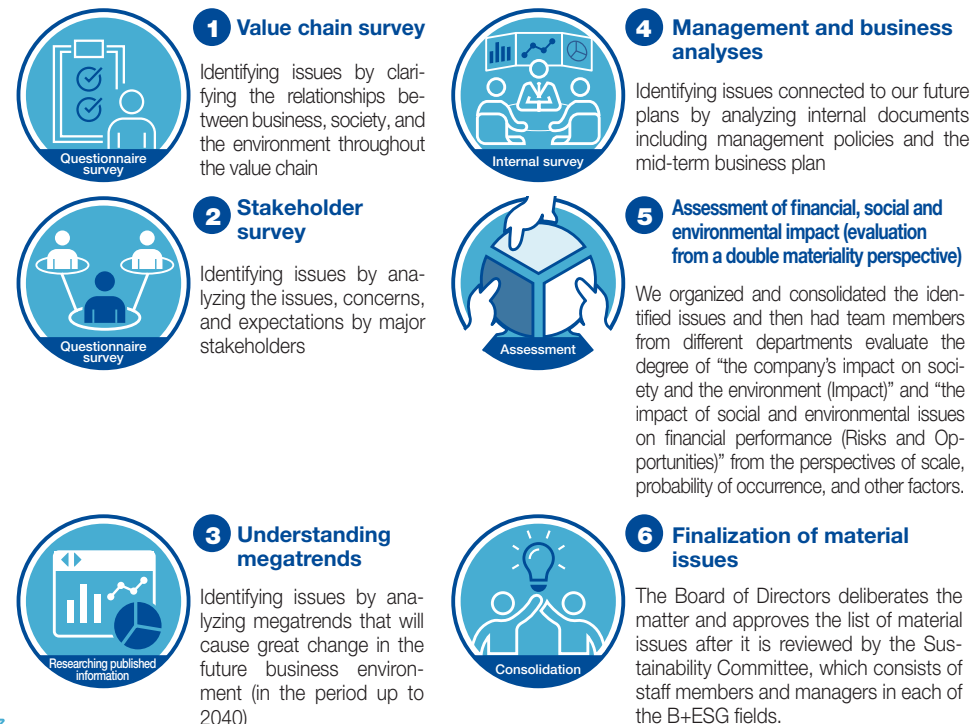 1 Value chain survey
Identifying issues by clari-
fying the relationships be-
tween business, society, and
the environment throughout
the value chain
Questionnaire
survey
2 Stakeholder
survey
Identifying issues by ana-
lyzing the issues, concerns,
and expectations by major
stakeholders
Questionnaire
survey
3 Understanding
megatrends
Identifying issues by ana-
lyzing megatrends that will
cause great change in the
future business environ-
ment (in the period up to
2040)
Researching published
information
4 Management and business
analyses
Identifying issues connected to our future
plans by analyzing internal documents
including management policies and the
mid-term business plan
Internal survey
5 Assessment of financial, social and
environmental impact (evaluation
from a double materiality perspective)
We organized and consolidated the iden-
tified issues and then had team members
from different departments evaluate the
degree of “the company’s impact on soci-
ety and the environment (Impact)” and “the
impact of social and environmental issues
on financial performance (Risks and Op-
portunities)” from the perspectives of scale,
probability of occurrence, and other factors.
Assessment
6 Finalization of material
issues
The Board of Directors deliberates the
matter and approves the list of material
issues after it is reviewed by the Sus-
tainability Committee, which consists of
staff members and managers in each of
the B+ESG fields.
Consolidation